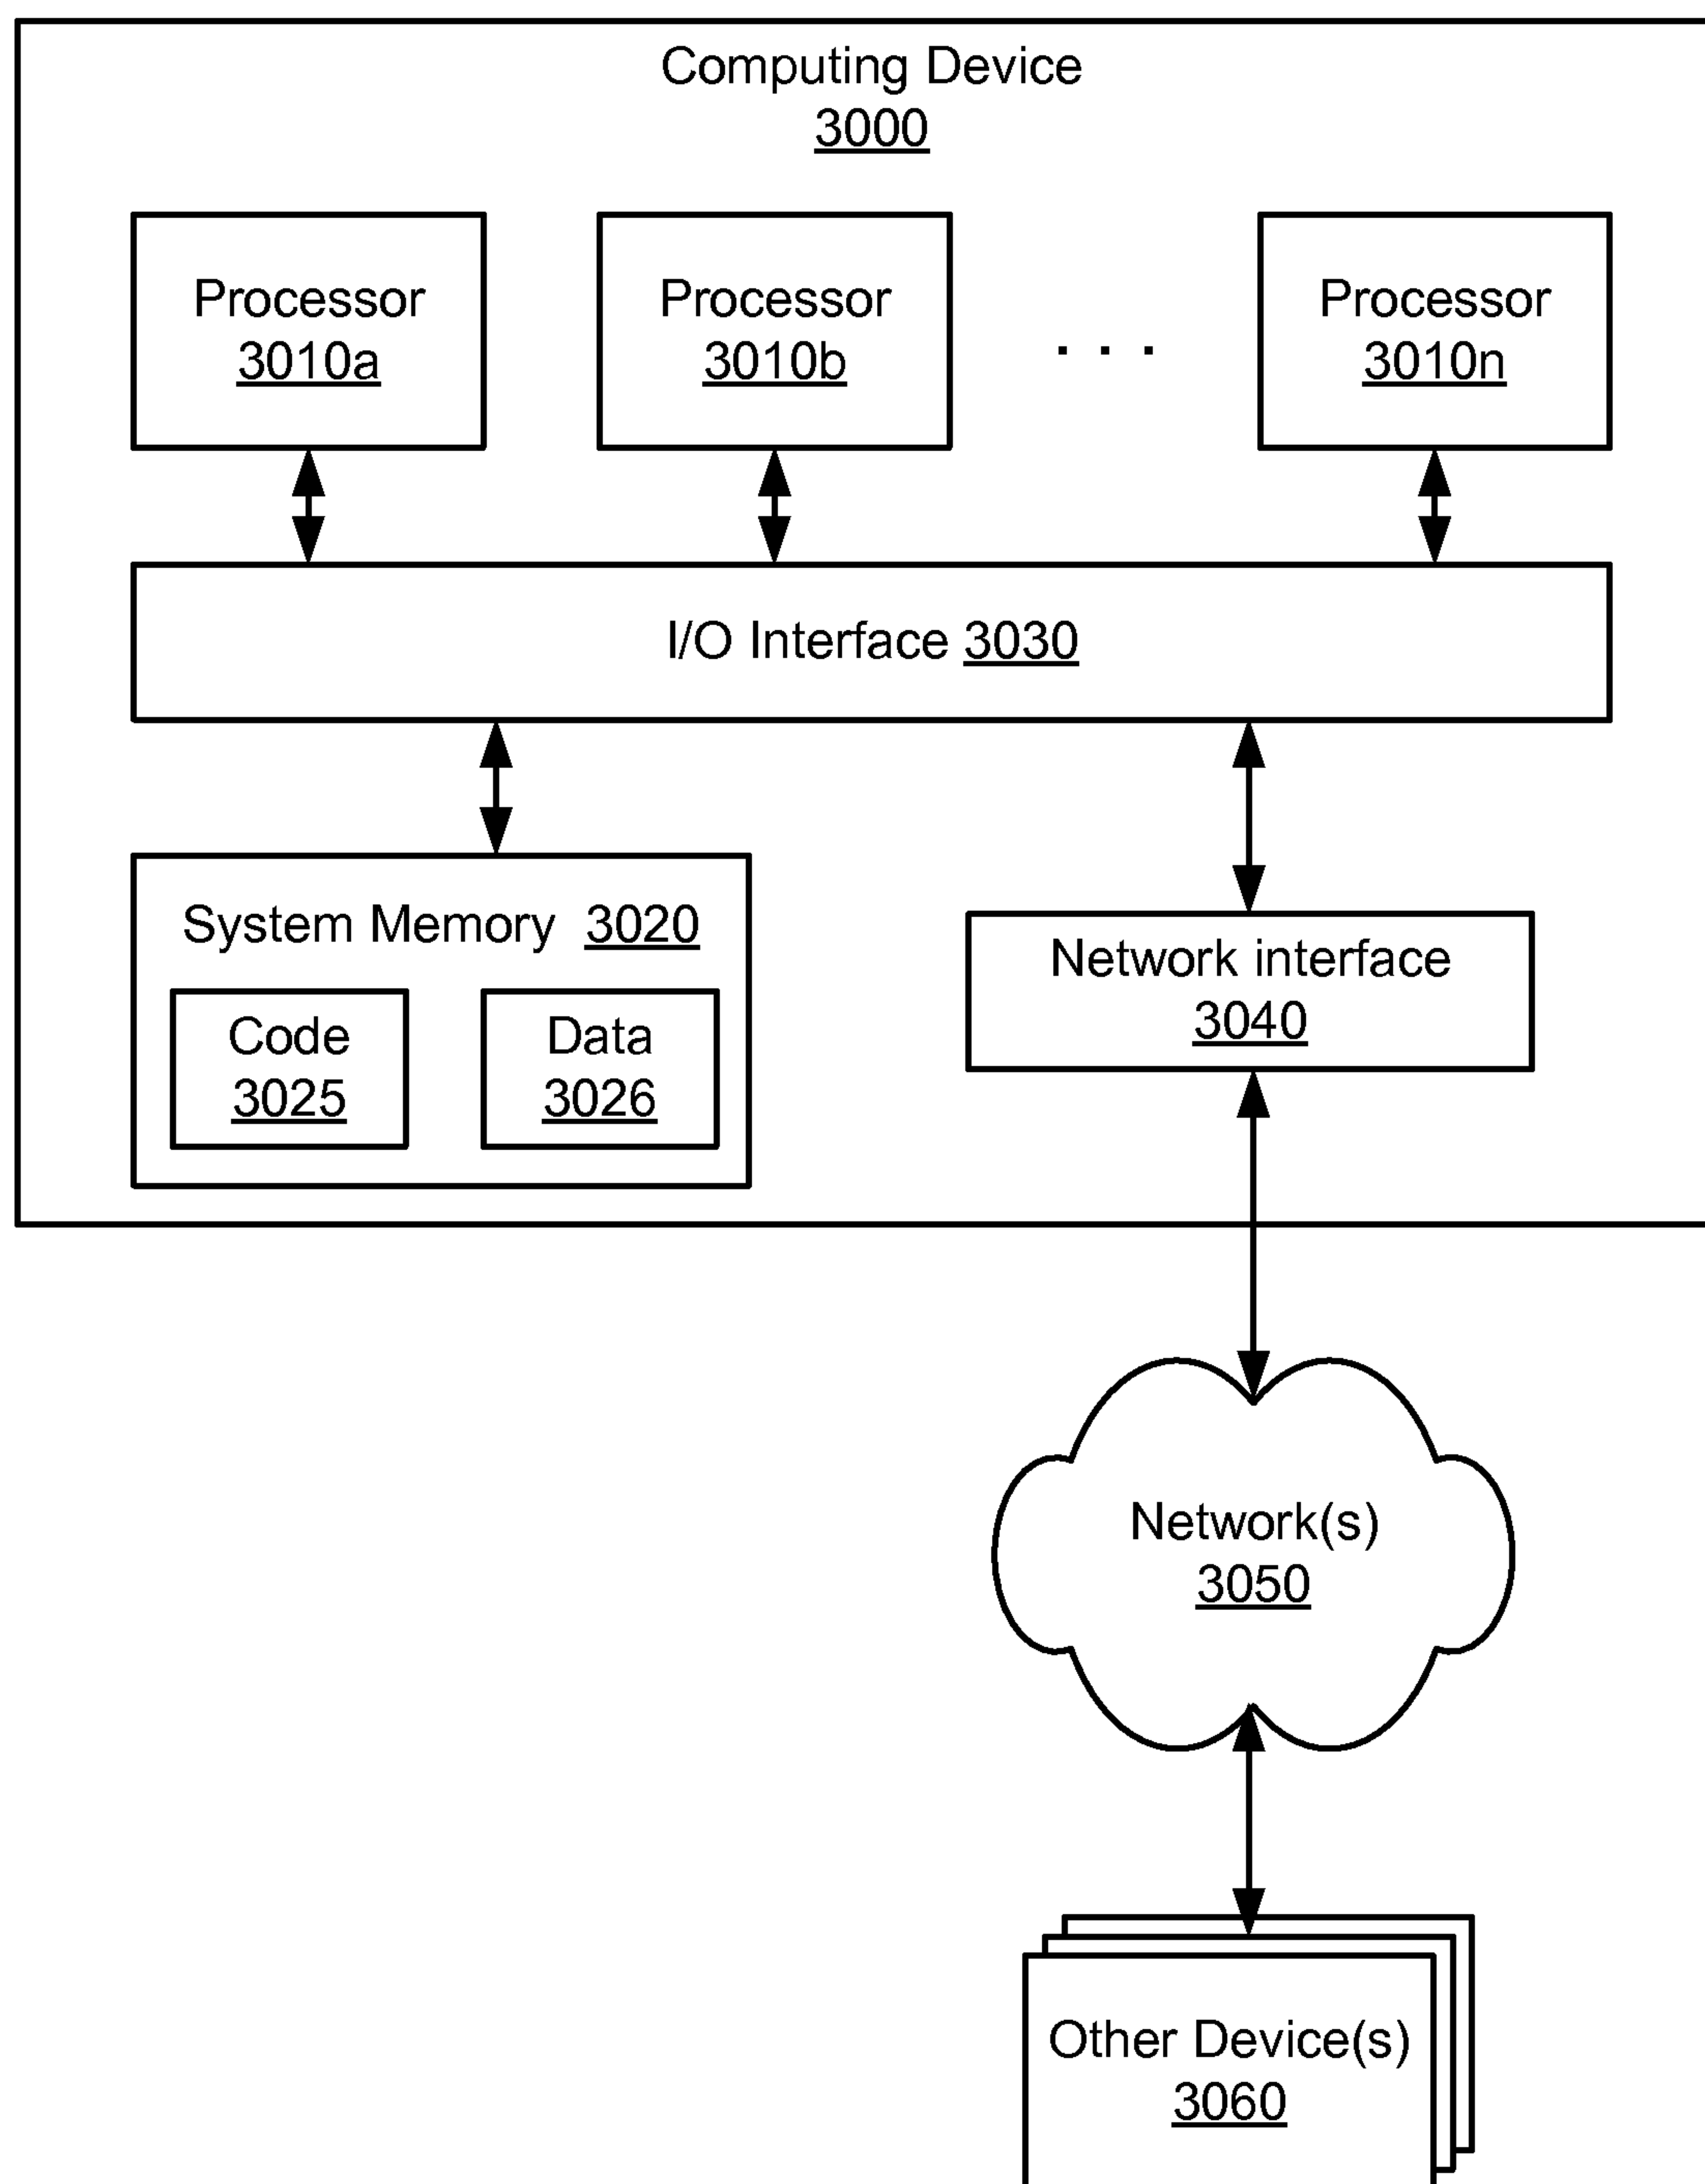 Computing Device
3000
Processor
3010a
Processor
3010b
. . .
Processor
3010n
I/O Interface 3030
System Memory 3020
Code
3025
Data
3026
Network interface
3040
Network(s)
3050
Other Device(s)
3060